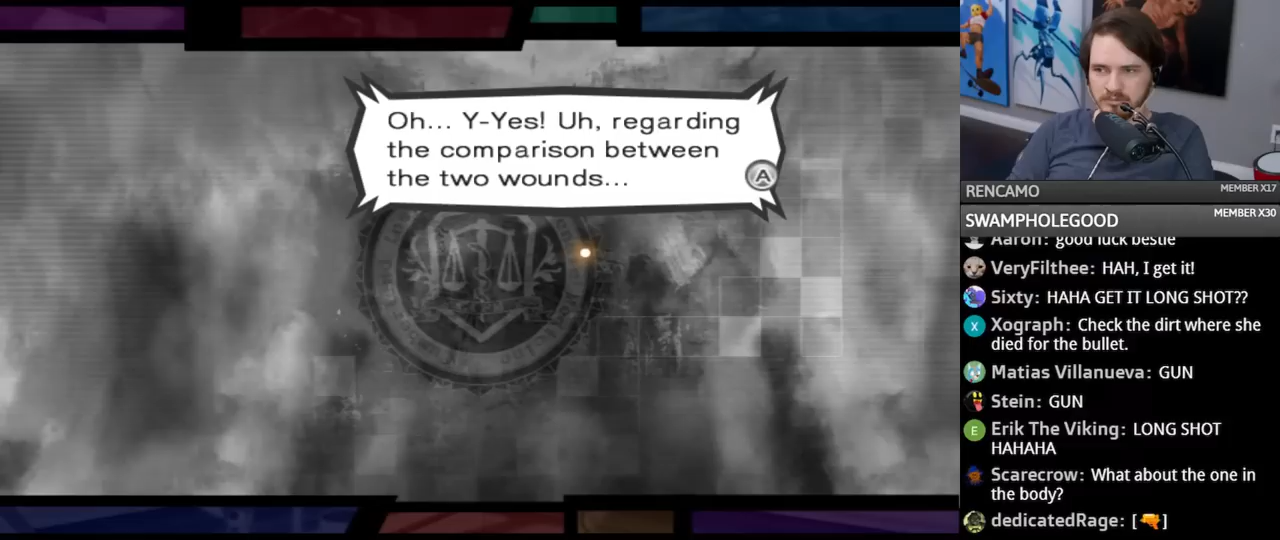 Oh... Y-Yes! Uh, regarding
the comparison between
the two wounds...
A
RENCAMO
MEMBER X17
SWAMPHOLEGOOD
MEMBER X30
Aaron: good luck bestie
VeryFilthee: HAH, I get it!
Sixty: HAHA GET IT LONG SHOT??
X
Xograph: Check the dirt where she
died for the bullet.
Matias Villanueva: GUN
Stein: GUN
E
Erik The Viking: LONG SHOT
HAHAHA
Scarecrow: What about the one in
the body?
dedicatedRage: [🔫]